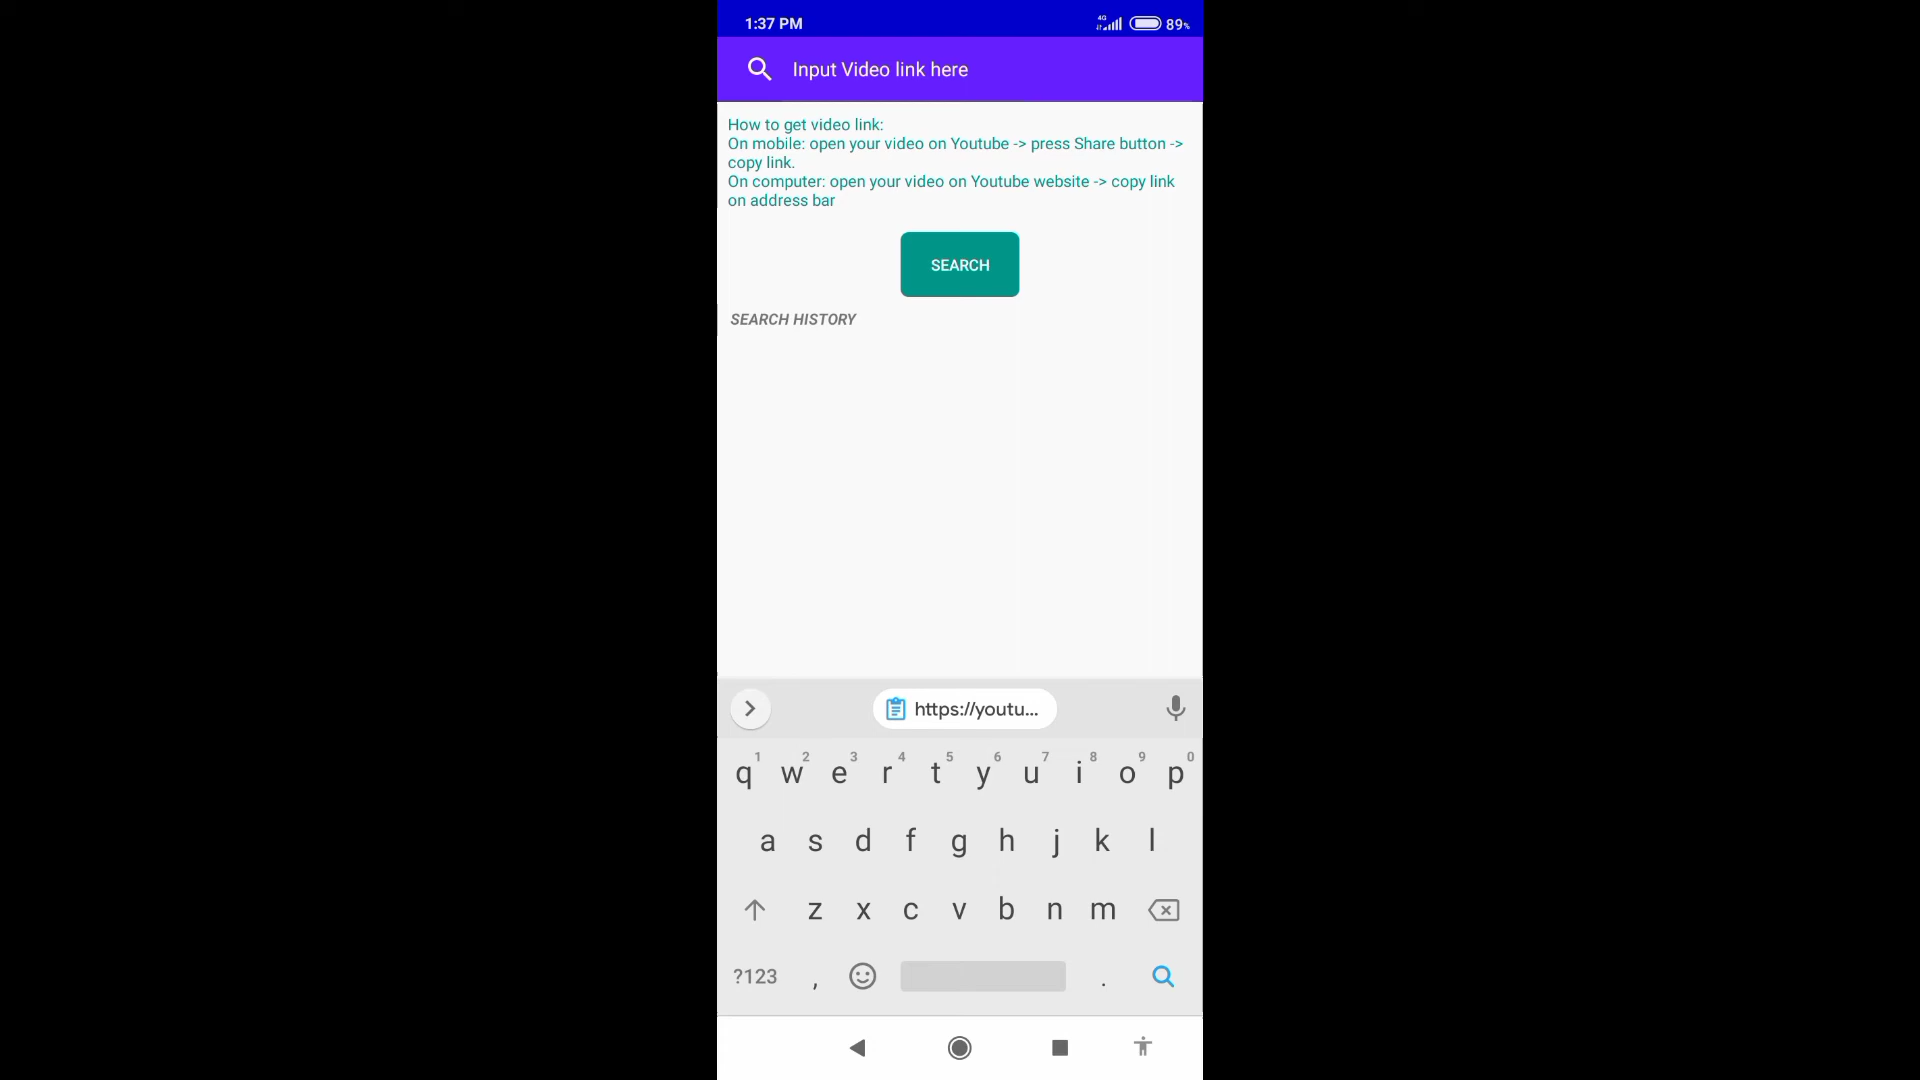 1:37 PM 4G 89%
Input Video link here
How to get video link:
On mobile: open your video on Youtube -> press Share button ->
copy link.
On computer: open your video on Youtube website -> copy link
on address bar
SEARCH
SEARCH HISTORY
https://youtu...
1 2 3 4 5 6 7 8 9 0
q w e r t y u i o p
a s d f g h j k l
z x c v b n m
?123 , .